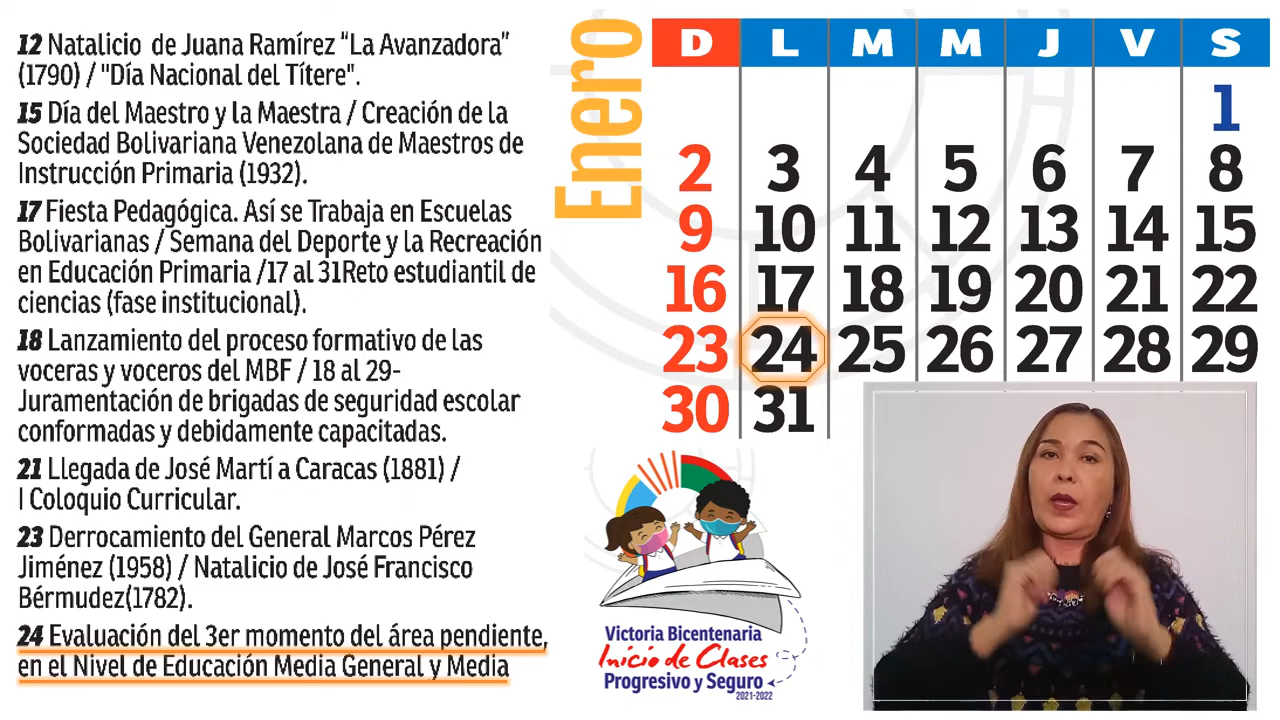 12 Natalicio de Juana Ramírez “La Avanzadora”
(1790) / "Día Nacional del Títere".
15 Día del Maestro y la Maestra / Creación de la
Sociedad Bolivariana Venezolana de Maestros de
Instrucción Primaria (1932).
17 Fiesta Pedagógica. Así se Trabaja en Escuelas
Bolivarianas / Semana del Deporte y la Recreación
en Educación Primaria /17 al 31Reto estudiantil de
ciencias (fase institucional).
18 Lanzamiento del proceso formativo de las
voceras y voceros del MBF / 18 al 29-
Juramentación de brigadas de seguridad escolar
conformadas y debidamente capacitadas.
21 Llegada de José Martí a Caracas (1881) /
I Coloquio Curricular.
23 Derrocamiento del General Marcos Pérez
Jiménez (1958) / Natalicio de José Francisco
Bérmudez(1782).
24 Evaluación del 3er momento del área pendiente,
en el Nivel de Educación Media General y Media
Enero
D L M M J V S
1
2 3 4 5 6 7 8
9 10 11 12 13 14 15
16 17 18 19 20 21 22
23 24 25 26 27 28 29
30 31
Victoria Bicentenaria
Inicio de Clases
Progresivo y Seguro
2021-2022